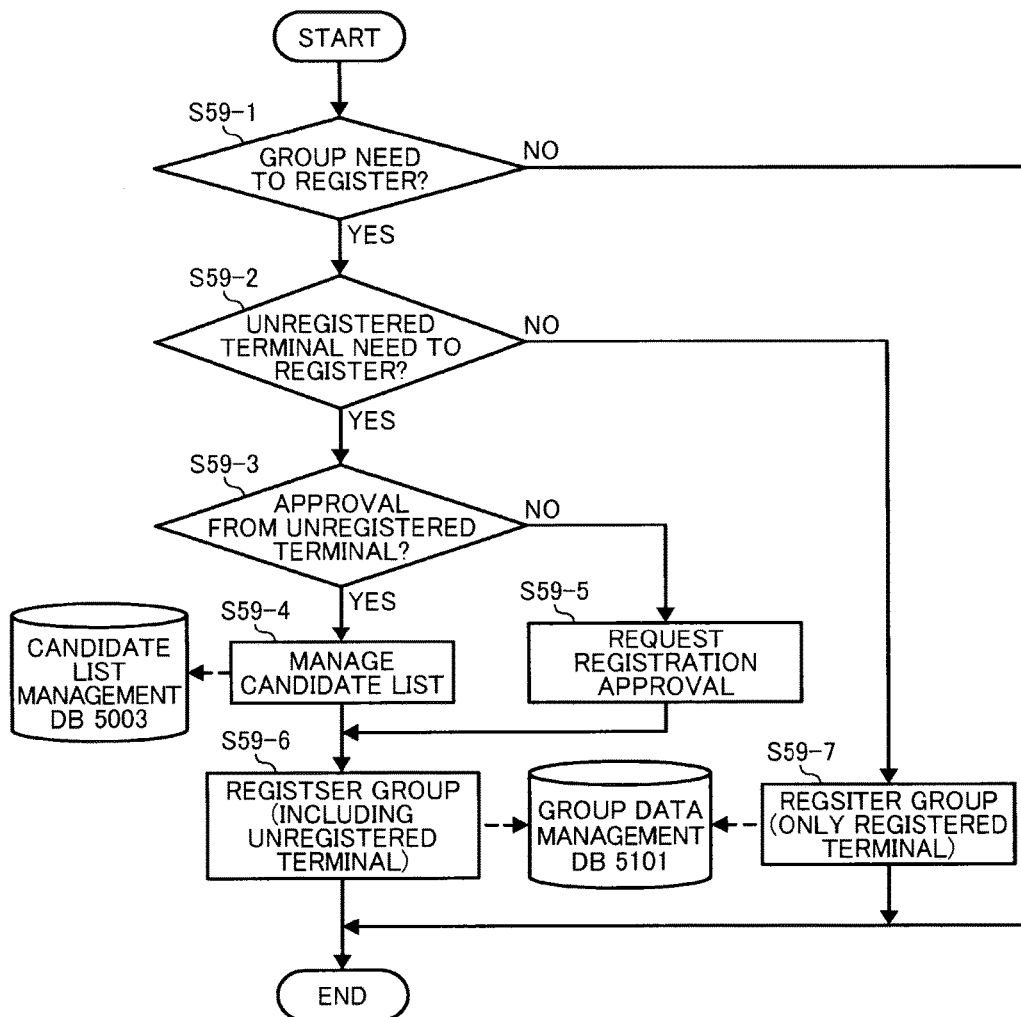 START
S59-1
GROUP NEED
TO REGISTER?
NO
YES
S59-2
UNREGISTERED
TERMINAL NEED TO
REGISTER?
NO
YES
S59-3
APPROVAL
FROM UNREGISTERED
TERMINAL?
NO
YES
S59-4
MANAGE
CANDIDATE LIST
CANDIDATE
LIST
MANAGEMENT
DB 5003
S59-5
REQUEST
REGISTRATION
APPROVAL
S59-6
REGISTSER GROUP
(INCLUDING
UNREGISTERED
TERMINAL)
GROUP DATA
MANAGEMENT
DB 5101
S59-7
REGSITER GROUP
(ONLY REGISTERED
TERMINAL)
END